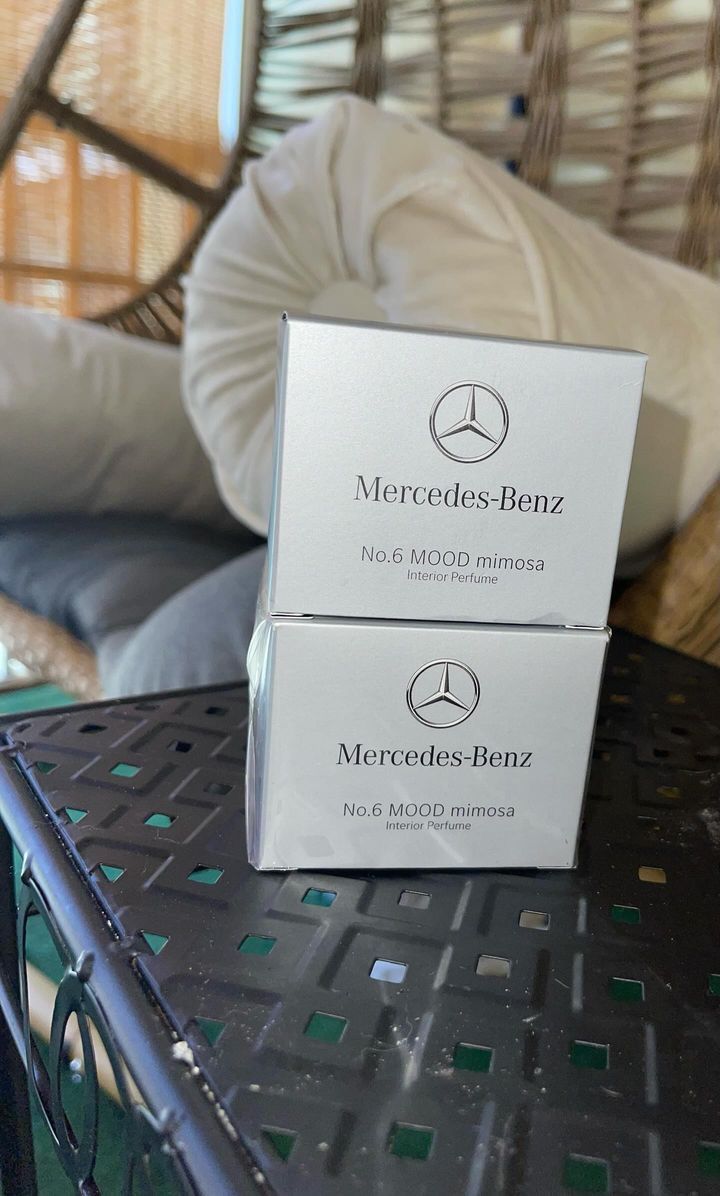 Mercedes-Benz
No.6 MOOD mimosa
Interior Perfume
Mercedes-Benz
No.6 MOOD mimosa
Interior Perfume